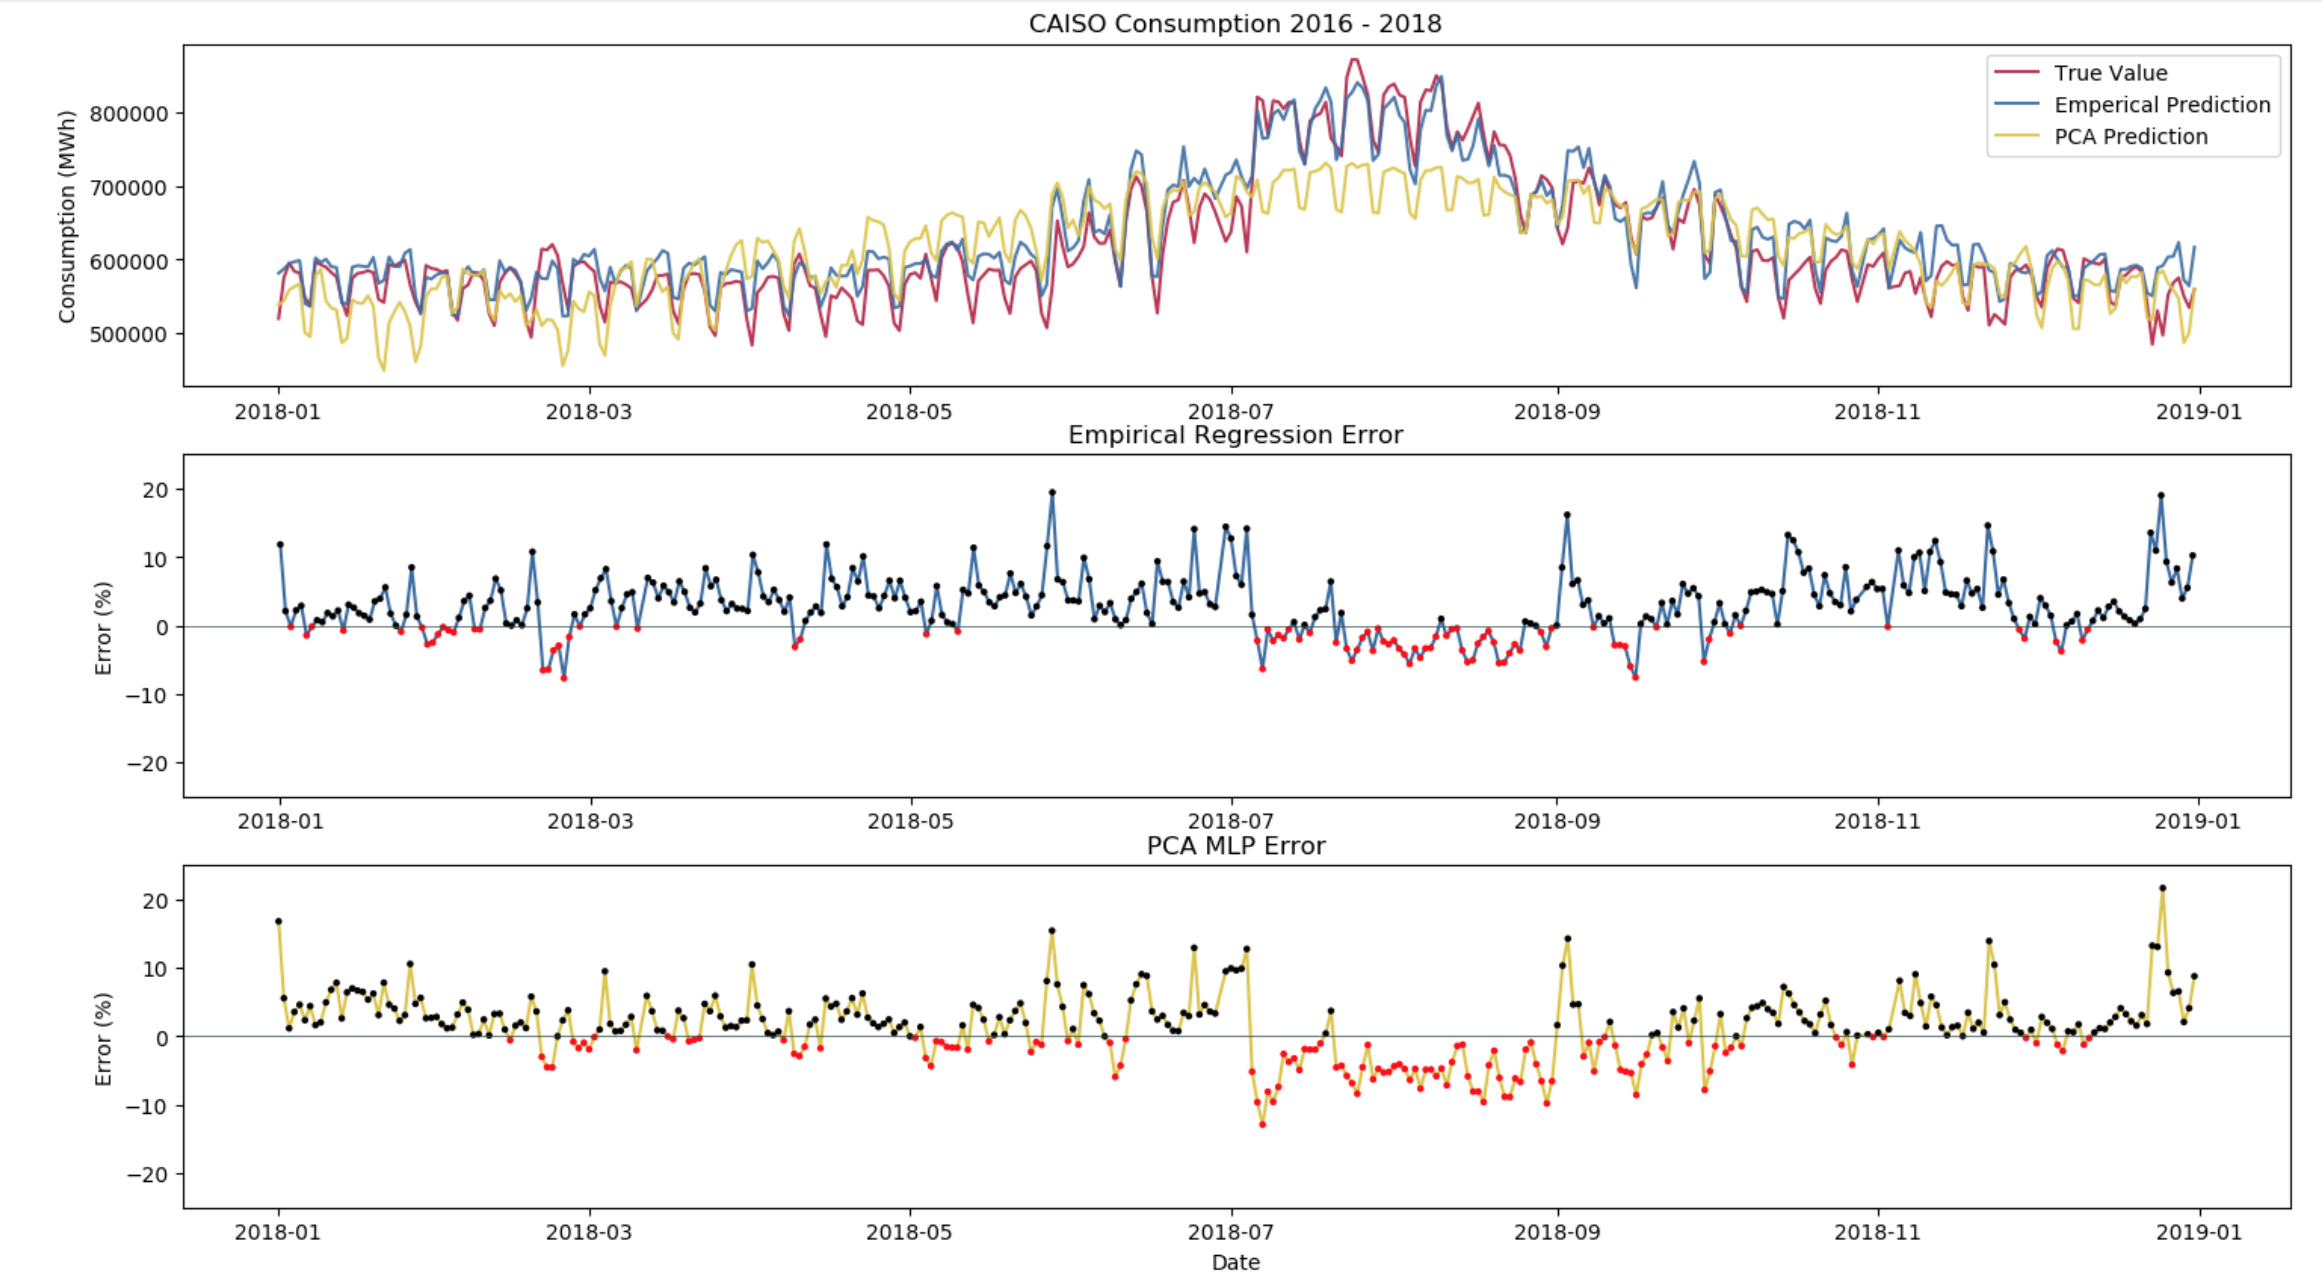 CAISO Consumption 2016 - 2018
Consumption (MWh)
800000
700000
600000
500000
True Value
Emperical Prediction
PCA Prediction
2018-01 2018-03 2018-05 2018-07 2018-09 2018-11 2019-01
Empirical Regression Error
Error (%)
20
10
0
−10
−20
2018-01 2018-03 2018-05 2018-07 2018-09 2018-11 2019-01
PCA MLP Error
Error (%)
20
10
0
−10
−20
2018-01 2018-03 2018-05 2018-07 2018-09 2018-11 2019-01
Date